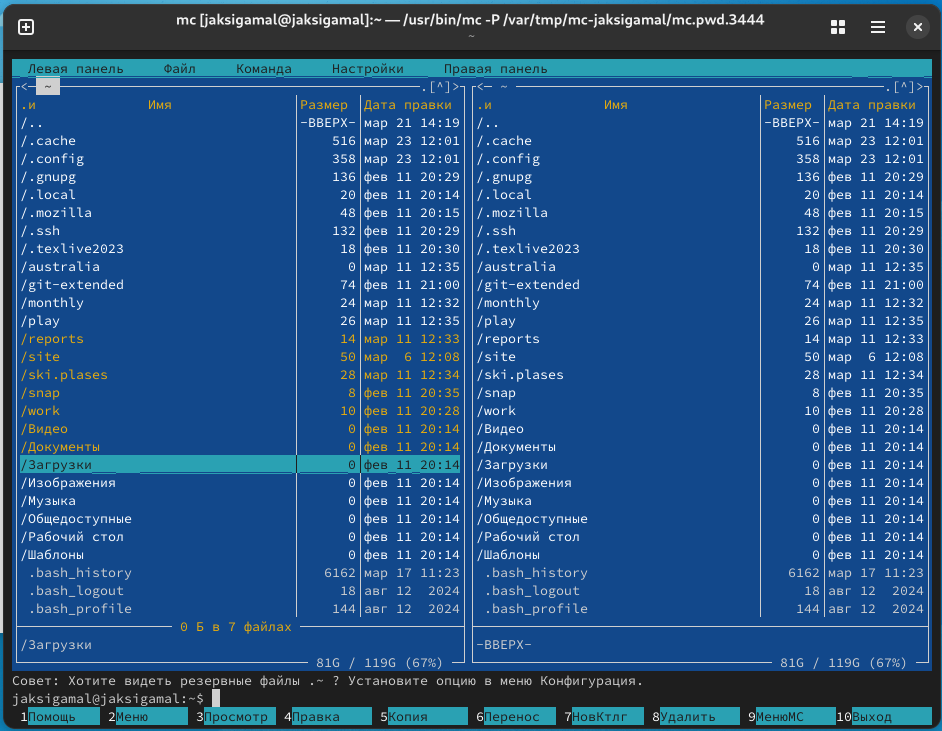 mc [jaksigamal@jaksigamal]:~ — /usr/bin/mc -P /var/tmp/mc-jaksigamal/mc.pwd.3444
~
Левая панель Файл Команда Настройки Правая панель
<─ ~ .[^]> <─ ~ .[^]>
.и Имя Размер Дата правки .и Имя Размер Дата правки
/.. -ВВЕРХ- мар 21 14:19 /.. -ВВЕРХ- мар 21 14:19
/.cache 516 мар 23 12:01 /.cache 516 мар 23 12:01
/.config 358 мар 23 12:01 /.config 358 мар 23 12:01
/.gnupg 136 фев 11 20:29 /.gnupg 136 фев 11 20:29
/.local 20 фев 11 20:14 /.local 20 фев 11 20:14
/.mozilla 48 фев 11 20:15 /.mozilla 48 фев 11 20:15
/.ssh 132 фев 11 20:29 /.ssh 132 фев 11 20:29
/.texlive2023 18 фев 11 20:30 /.texlive2023 18 фев 11 20:30
/australia 0 мар 11 12:35 /australia 0 мар 11 12:35
/git-extended 74 фев 11 21:00 /git-extended 74 фев 11 21:00
/monthly 24 мар 11 12:32 /monthly 24 мар 11 12:32
/play 26 мар 11 12:35 /play 26 мар 11 12:35
/reports 14 мар 11 12:33 /reports 14 мар 11 12:33
/site 50 мар 6 12:08 /site 50 мар 6 12:08
/ski.plases 28 мар 11 12:34 /ski.plases 28 мар 11 12:34
/snap 8 фев 11 20:35 /snap 8 фев 11 20:35
/work 10 фев 11 20:28 /work 10 фев 11 20:28
/Видео 0 фев 11 20:14 /Видео 0 фев 11 20:14
/Документы 0 фев 11 20:14 /Документы 0 фев 11 20:14
/Загрузки 0 фев 11 20:14 /Загрузки 0 фев 11 20:14
/Изображения 0 фев 11 20:14 /Изображения 0 фев 11 20:14
/Музыка 0 фев 11 20:14 /Музыка 0 фев 11 20:14
/Общедоступные 0 фев 11 20:14 /Общедоступные 0 фев 11 20:14
/Рабочий стол 0 фев 11 20:14 /Рабочий стол 0 фев 11 20:14
/Шаблоны 0 фев 11 20:14 /Шаблоны 0 фев 11 20:14
.bash_history 6162 мар 17 11:23 .bash_history 6162 мар 17 11:23
.bash_logout 18 авг 12 2024 .bash_logout 18 авг 12 2024
.bash_profile 144 авг 12 2024 .bash_profile 144 авг 12 2024
0 Б в 7 файлах
/Загрузки -ВВЕРХ-
81G / 119G (67%) 81G / 119G (67%)
Совет: Хотите видеть резервные файлы .~ ? Установите опцию в меню Конфигурация.
jaksigamal@jaksigamal:~$
1Помощь 2Меню 3Просмотр 4Правка 5Копия 6Перенос 7НовКтлг 8Удалить 9МенюМС 10Выход